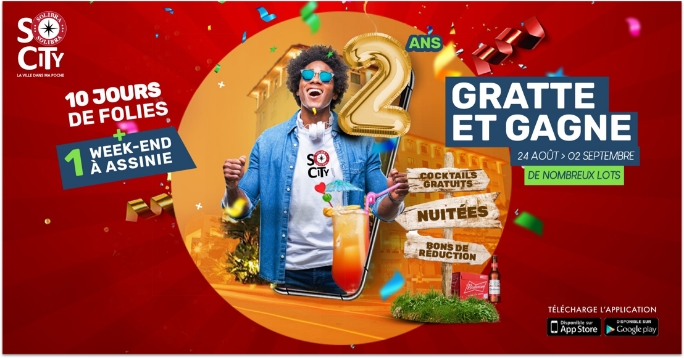 SOLIBRA
SOLIBRA
SO
CITY
LA VILLE DANS MA POCHE
10 JOURS
DE FOLIES
+
1 WEEK-END
À ASSINIE
2
ANS
SO
CITY
GRATTE
ET GAGNE
24 AOÛT > 02 SEPTEMBRE
DE NOMBREUX LOTS
COCKTAILS
GRATUITS
NUITÉES
BONS DE
RÉDUCTION
Budweiser
TÉLÉCHARGE L'APPLICATION
Disponible sur
App Store
DISPONIBLE SUR
Google play